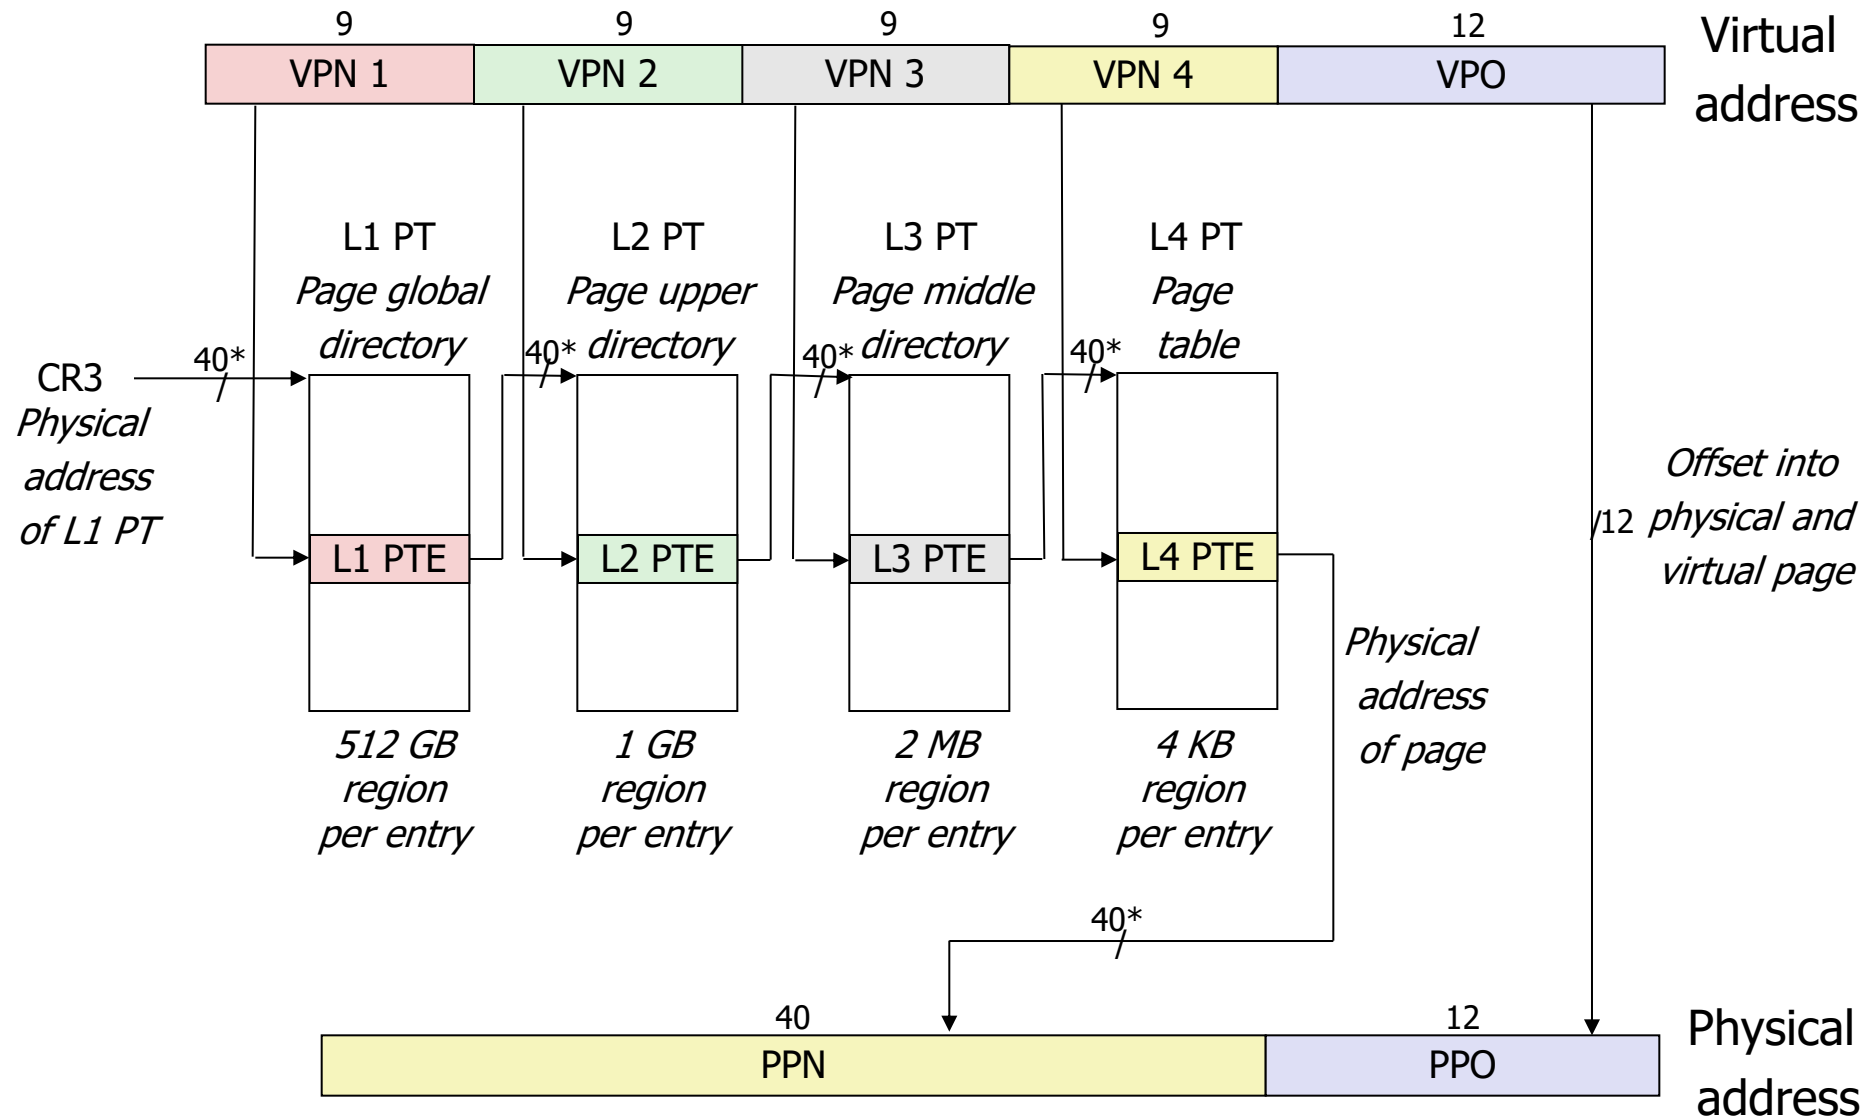 9
9
9
9
12
VPN 1
VPN 2
VPN 3
VPN 4
VPO
Virtual
address
L1 PT
Page global
directory
L2 PT
Page upper
directory
L3 PT
Page middle
directory
L4 PT
Page
table
CR3
Physical
address
of L1 PT
40*
40*
40*
40*
L1 PTE
L2 PTE
L3 PTE
L4 PTE
/12
Offset into
physical and
virtual page
512 GB
region
per entry
1 GB
region
per entry
2 MB
region
per entry
4 KB
region
per entry
Physical
address
of page
40*
40
12
PPN
PPO
Physical
address